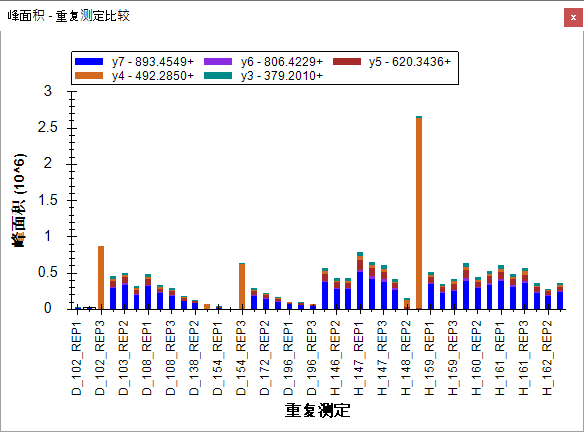 峰面积 - 重复测定比较
x
y7 - 893.4549+ y6 - 806.4229+ y5 - 620.3436+
y4 - 492.2850+ y3 - 379.2010+
峰面积 (10^6)
3
2.5
2
1.5
1
0.5
0
D_102_REP1 D_102_REP3 D_103_REP2 D_108_REP1 D_108_REP3 D_138_REP2 D_154_REP1 D_154_REP3 D_172_REP2 D_196_REP1 D_196_REP3 H_146_REP2 H_147_REP1 H_147_REP3 H_148_REP2 H_159_REP1 H_159_REP3 H_160_REP2 H_161_REP1 H_161_REP3 H_162_REP2
重复测定